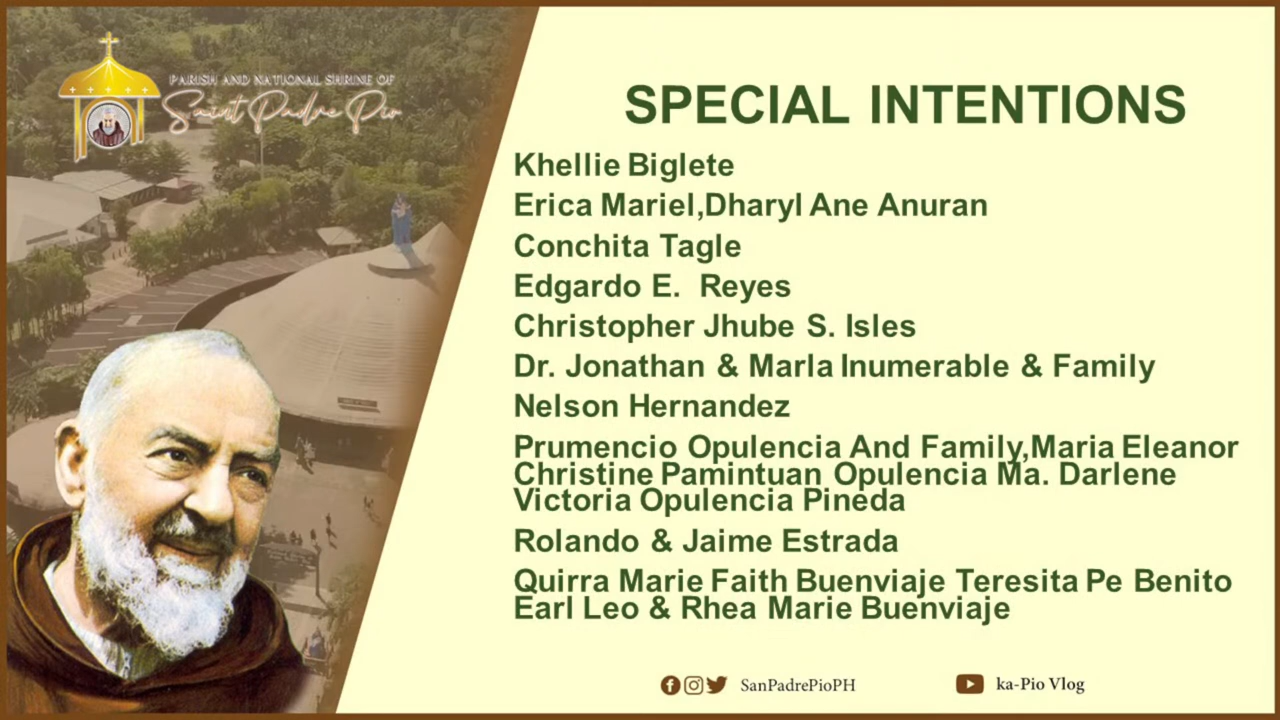 PARISH AND NATIONAL SHRINE OF
Saint Padre Pio
SPECIAL INTENTIONS
Khellie Biglete
Erica Mariel,Dharyl Ane Anuran
Conchita Tagle
Edgardo E. Reyes
Christopher Jhube S. Isles
Dr. Jonathan & Marla Inumerable & Family
Nelson Hernandez
Prumencio Opulencia And Family,Maria Eleanor
Christine Pamintuan Opulencia Ma. Darlene
Victoria Opulencia Pineda
Rolando & Jaime Estrada
Quirra Marie Faith Buenviaje Teresita Pe Benito
Earl Leo & Rhea Marie Buenviaje
SanPadrePioPH
ka-Pio Vlog